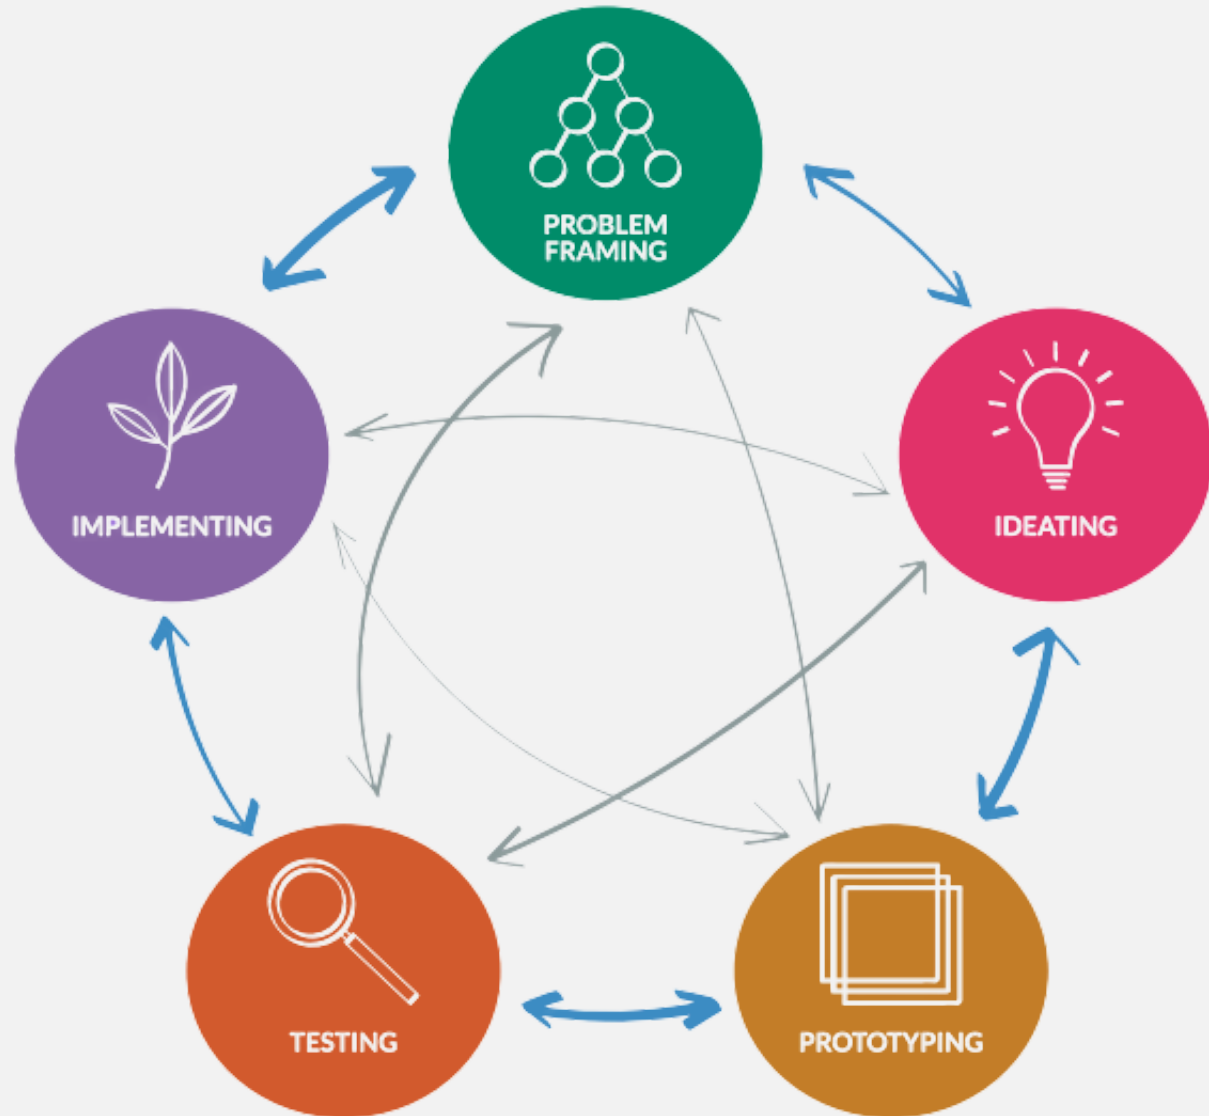 PROBLEM
FRAMING
IMPLEMENTING
IDEATING
TESTING
PROTOTYPING